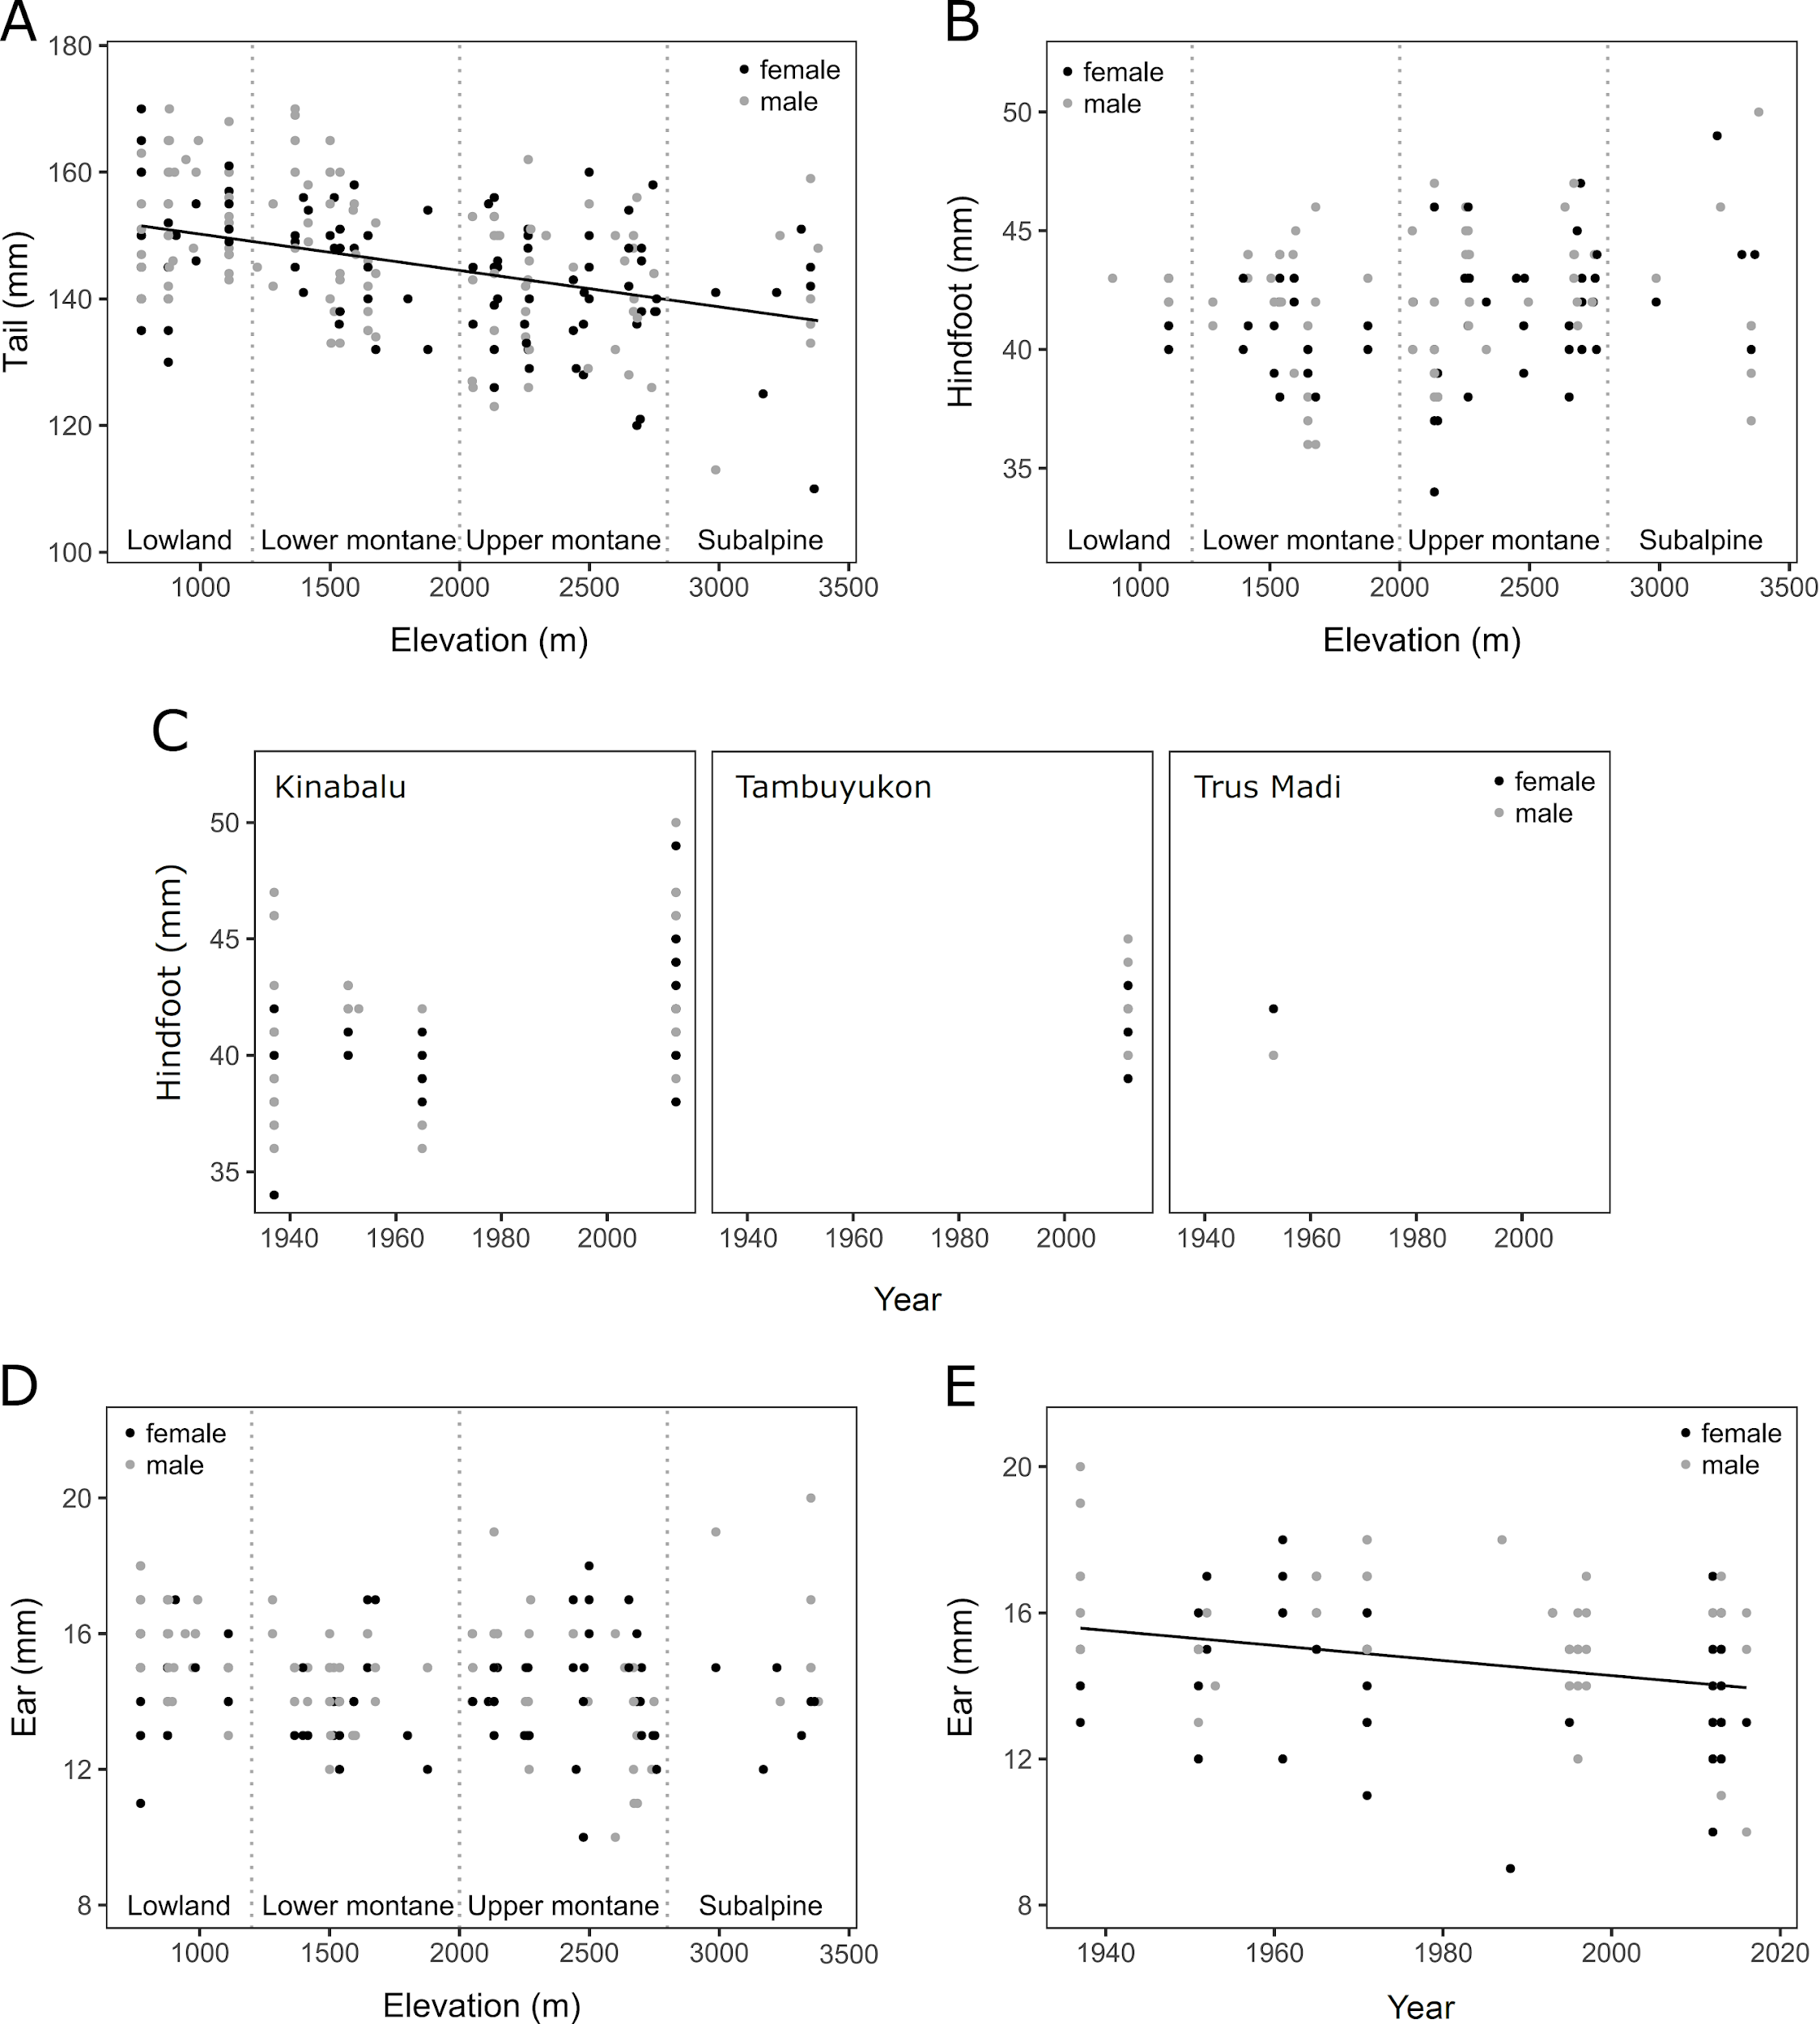 A
B
180
160
140
120
100
Tail (mm)
female
male
Lowland Lower montane Upper montane Subalpine
1000 1500 2000 2500 3000 3500
Elevation (m)
50
45
40
35
Hindfoot (mm)
female
male
Lowland Lower montane Upper montane Subalpine
1000 1500 2000 2500 3000 3500
Elevation (m)
C
50
45
40
35
Hindfoot (mm)
Kinabalu
Tambuyukon
Trus Madi
female
male
1940 1960 1980 2000
1940 1960 1980 2000
1940 1960 1980 2000
Year
D
20
16
12
8
Ear (mm)
female
male
Lowland Lower montane Upper montane Subalpine
1000 1500 2000 2500 3000 3500
Elevation (m)
E
20
16
12
8
Ear (mm)
female
male
1940 1960 1980 2000 2020
Year